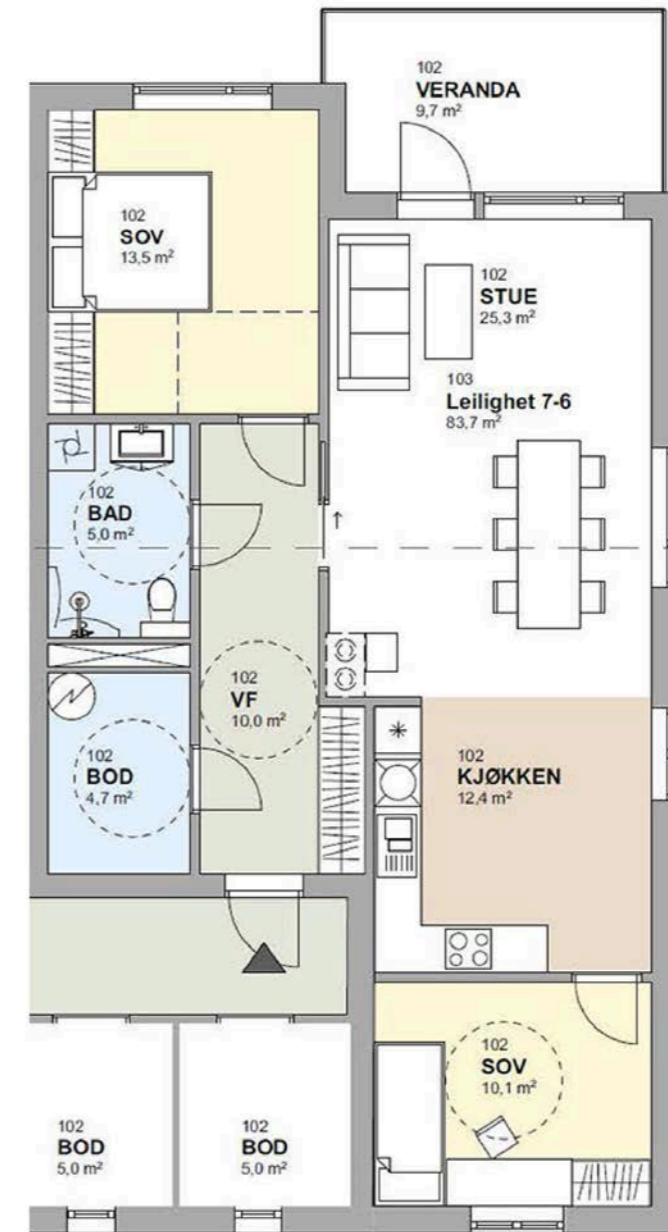 102
VERANDA
9,7 m²
102
SOV
13,5 m²
102
STUE
25,3 m²
103
Leilighet 7-6
83,7 m²
102
BAD
5,0 m²
102
VF
10,0 m²
102
BOD
4,7 m²
102
KJØKKEN
12,4 m²
102
SOV
10,1 m²
102
BOD
5,0 m²
102
BOD
5,0 m²